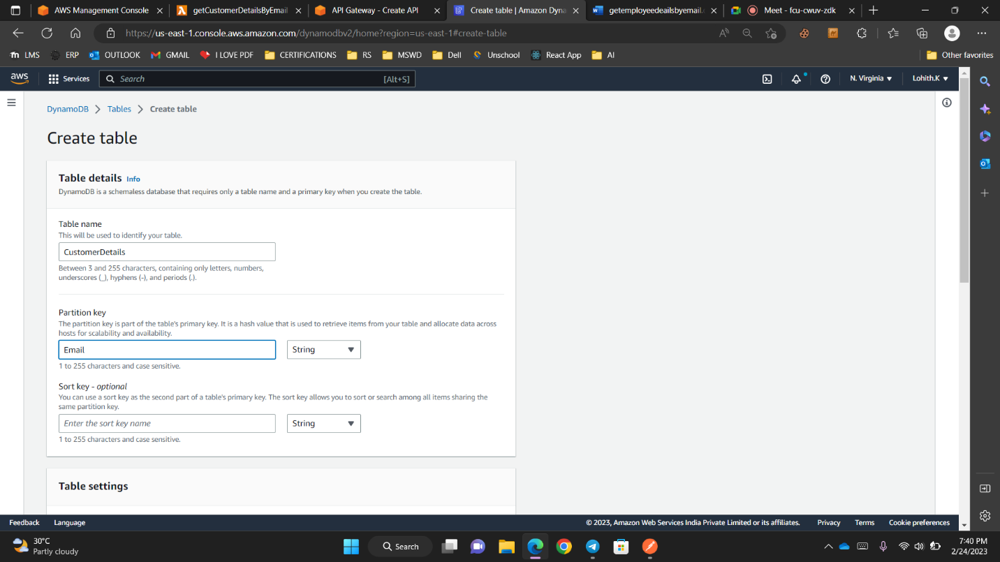 AWS Management Console
getCustomerDetailsByEmail
API Gateway - Create API
Create table | Amazon Dyna
getemployeedeailsbyemail.
Meet - fcu-cwuv-zdk
https://us-east-1.console.aws.amazon.com/dynamodbv2/home?region=us-east-1#create-table
LMS
ERP
OUTLOOK
GMAIL
I LOVE PDF
CERTIFICATIONS
RS
MSWD
Dell
Unschool
React App
AI
Other favorites
aws
Services
Search
[Alt+S]
N. Virginia
Lohith.K
DynamoDB
Tables
Create table
Create table
Table details Info
DynamoDB is a schemaless database that requires only a table name and a primary key when you create the table.
Table name
This will be used to identify your table.
CustomerDetails
Between 3 and 255 characters, containing only letters, numbers,
underscores (_), hyphens (-), and periods (.).
Partition key
The partition key is part of the table's primary key. It is a hash value that is used to retrieve items from your table and allocate data across
hosts for scalability and availability.
Email
String
1 to 255 characters and case sensitive.
Sort key - optional
You can use a sort key as the second part of a table's primary key. The sort key allows you to sort or search among all items sharing the
same partition key.
Enter the sort key name
String
1 to 255 characters and case sensitive.
Table settings
Feedback
Language
© 2023, Amazon Web Services India Private Limited or its affiliates.
Privacy
Terms
Cookie preferences
30°C
Partly cloudy
Search
7:40 PM
2/24/2023